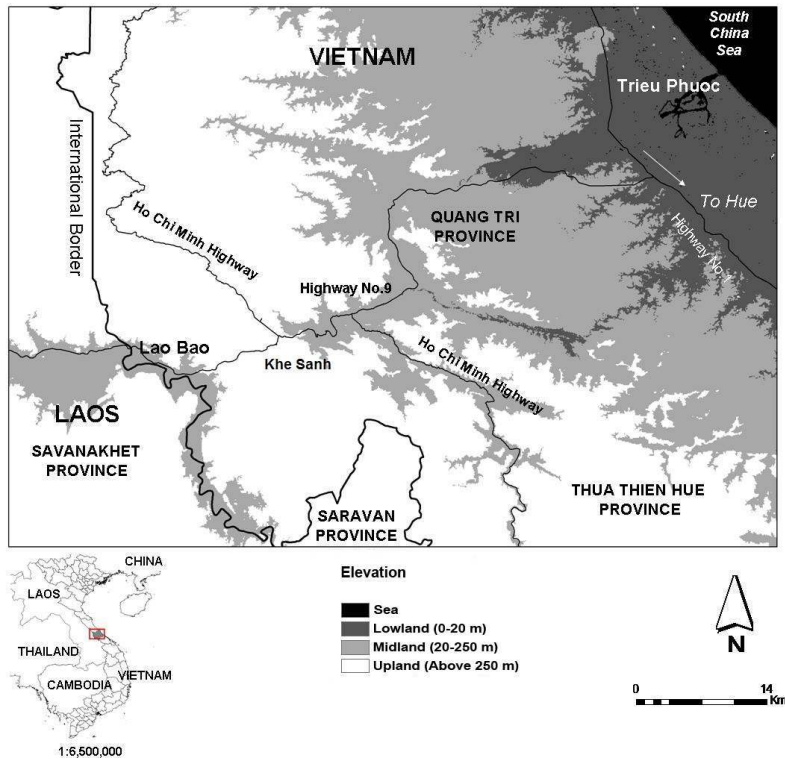 South
China
Sea
VIETNAM
Trieu Phuoc
International Border
Ho Chi Minh Highway
To Hue
QUANG TRI
PROVINCE
Highway No.1
Highway No.9
Lao Bao
Khe Sanh
Ho Chi Minh Highway
LAOS
SAVANAKHET
PROVINCE
SARAVAN
PROVINCE
THUA THIEN HUE
PROVINCE
CHINA
LAOS
THAILAND
CAMBODIA
VIETNAM
1:6,500,000
Elevation
Sea
Lowland (0-20 m)
Midland (20-250 m)
Upland (Above 250 m)
N
0 14
Km